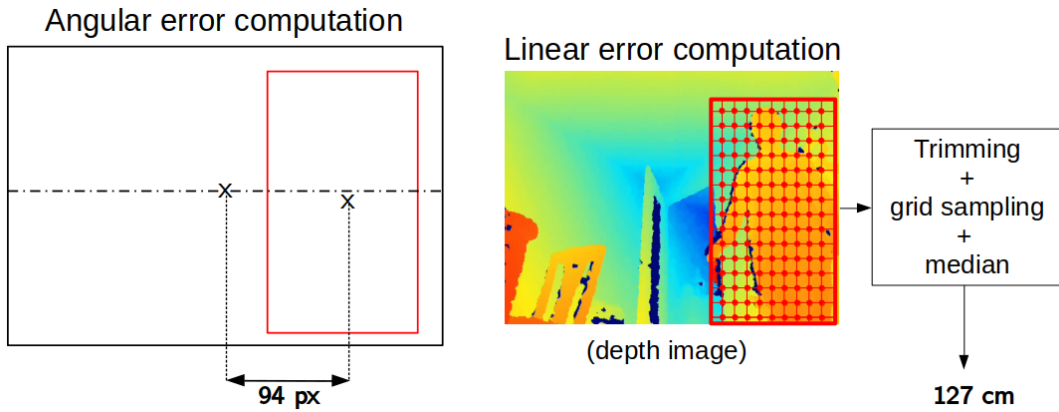 Angular error computation
x
x
94 px
Linear error computation
(depth image)
Trimming
+
grid sampling
+
median
127 cm